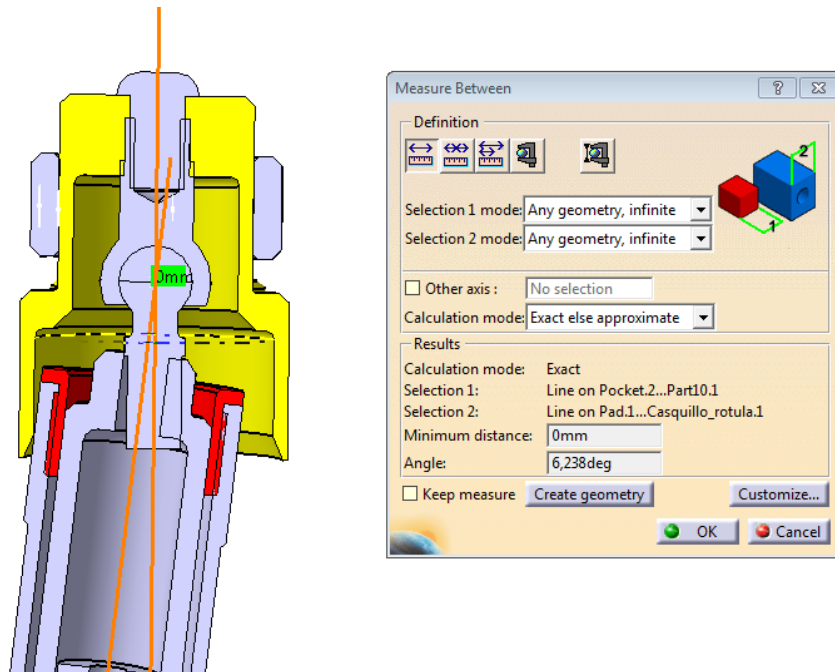 Measure Between
Definition
2
1
Selection 1 mode: Any geometry, infinite
Selection 2 mode: Any geometry, infinite
Other axis : No selection
Calculation mode: Exact else approximate
Results
Calculation mode: Exact
Selection 1: Line on Pocket.2...Part10.1
Selection 2: Line on Pad.1...Casquillo_rotula.1
Minimum distance: 0mm
Angle: 6,238deg
Keep measure Create geometry Customize...
OK Cancel
0mm